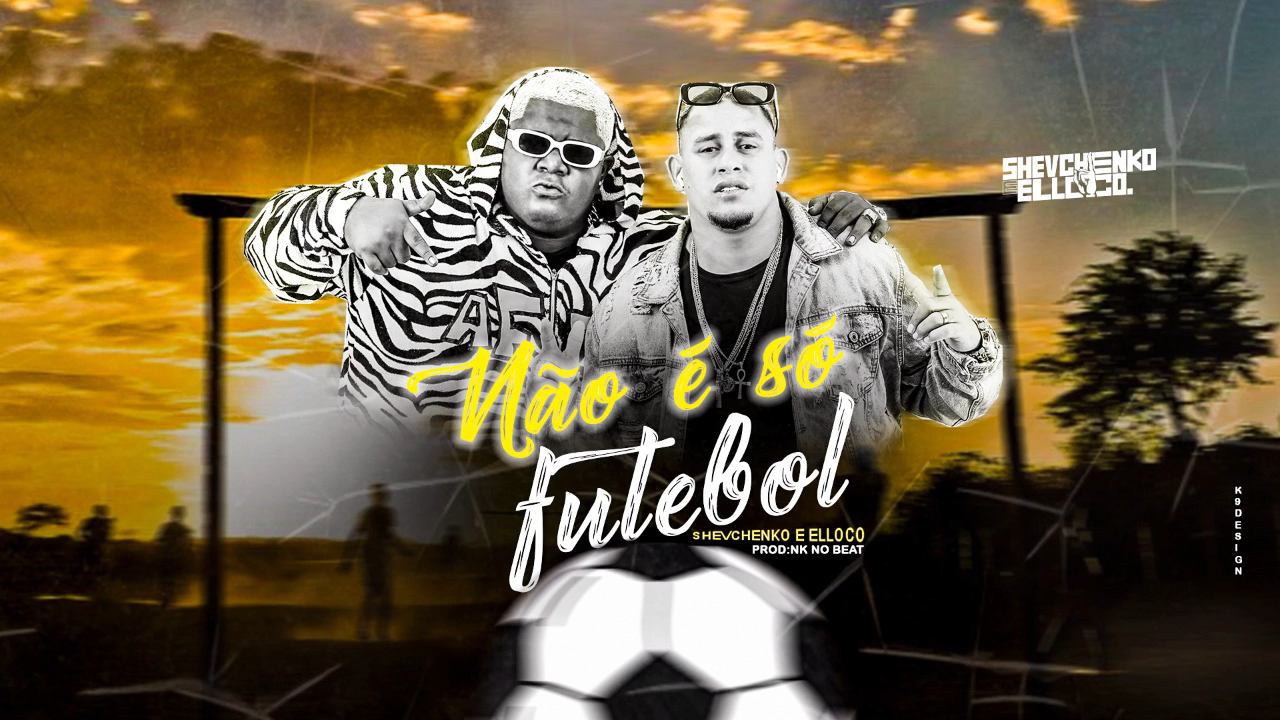 SHEVCHENKO
E ELLOCO.
Não é só
futebol
SHEVCHENKO E ELLOCO
PROD:NK NO BEAT
K9DESIGN